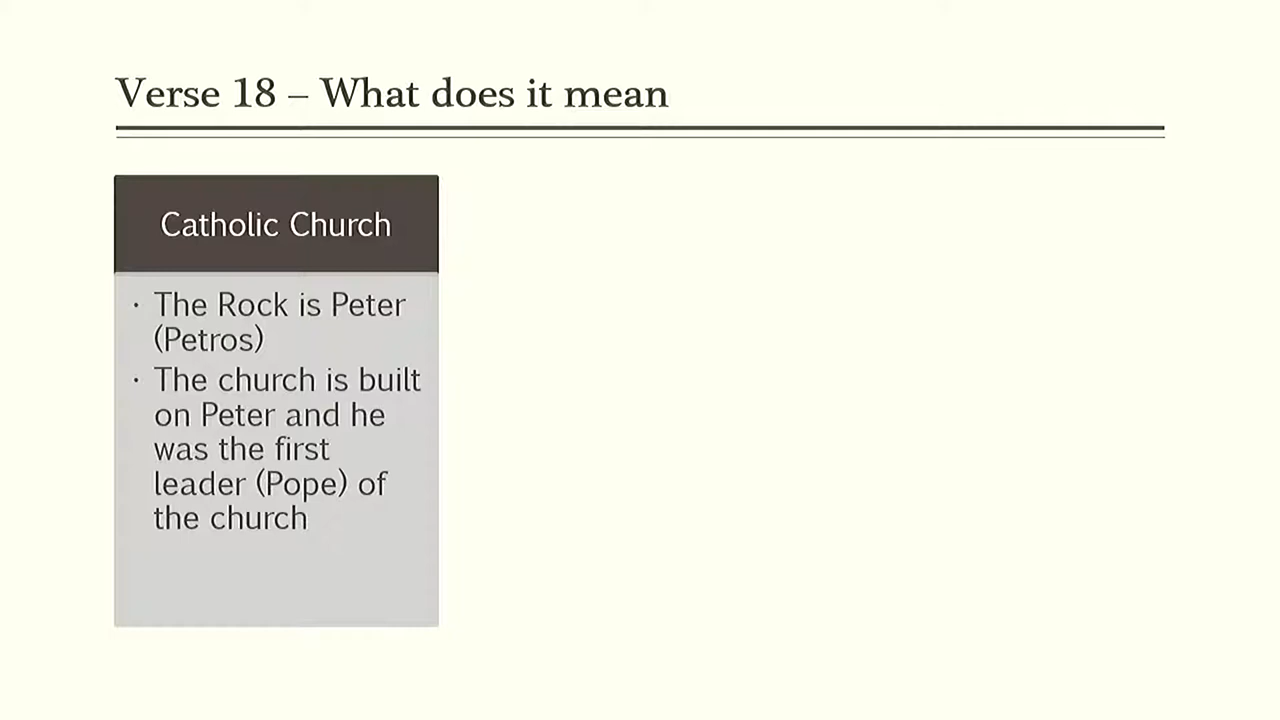 Verse 18 – What does it mean
Catholic Church
· The Rock is Peter
(Petros)
· The church is built
on Peter and he
was the first
leader (Pope) of
the church